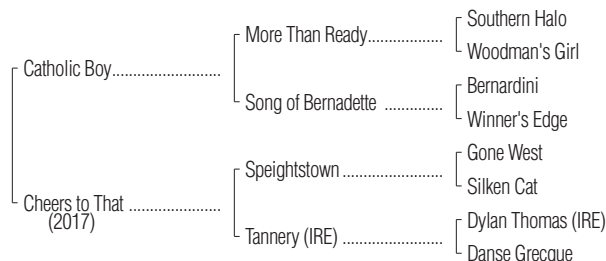 Southern Halo
More Than Ready..................
Woodman's Girl
Catholic Boy..........................
Bernardini
Song of Bernadette ..............
Winner's Edge
Gone West
Speightstown ........................
Silken Cat
Cheers to That ......................
(2017)
Dylan Thomas (IRE)
Tannery (IRE) ........................
Danse Grecque